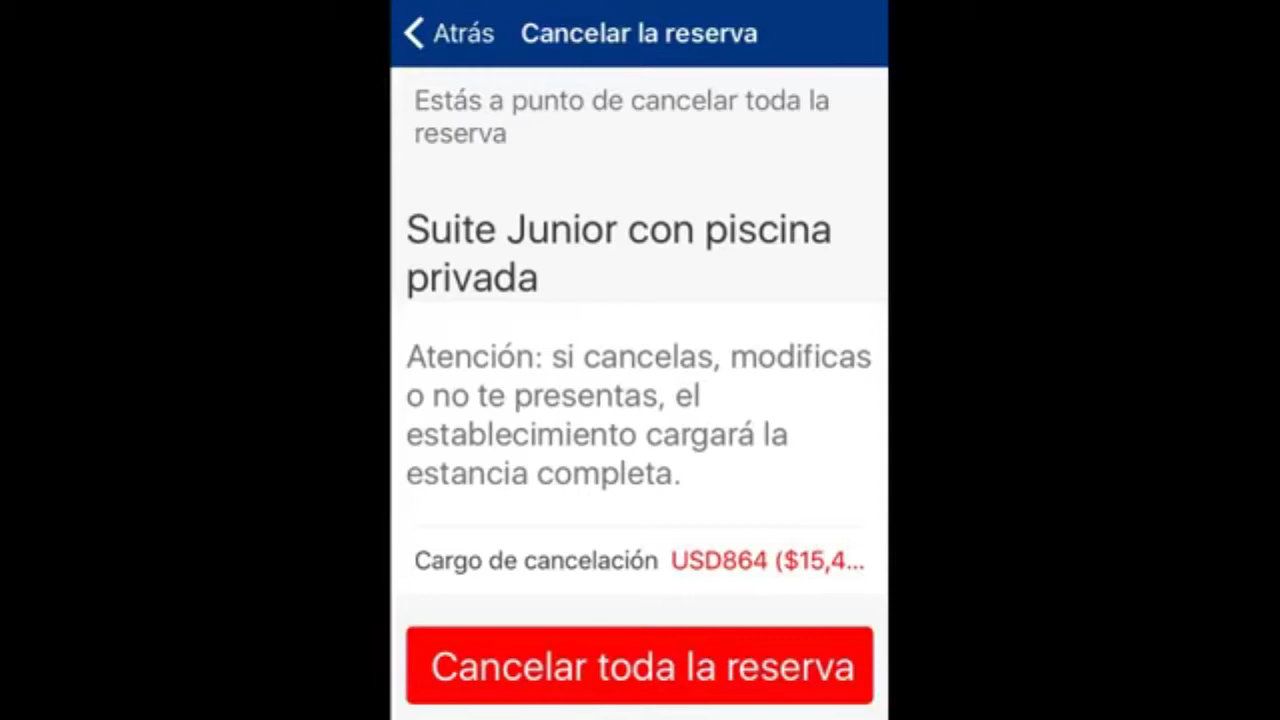 Atrás Cancelar la reserva
Estás a punto de cancelar toda la
reserva
Suite Junior con piscina
privada
Atención: si cancelas, modificas
o no te presentas, el
establecimiento cargará la
estancia completa.
Cargo de cancelación USD864 ($15,4...
Cancelar toda la reserva